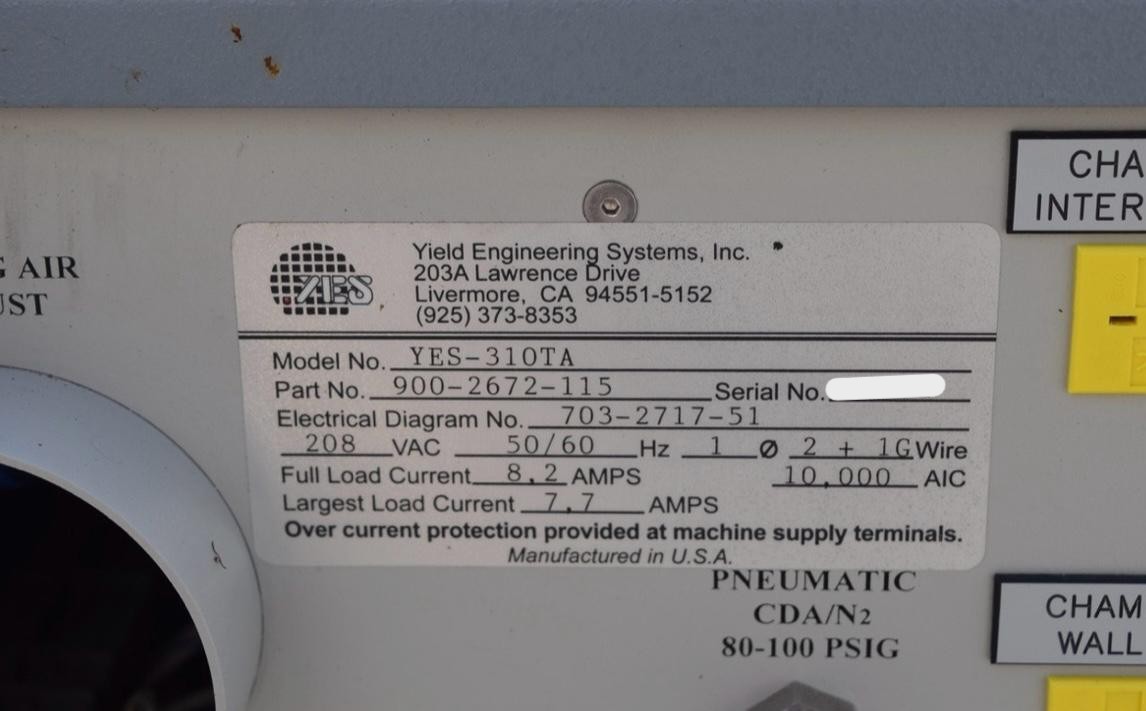 G AIR
UST
CHA
INTER
YES
Yield Engineering Systems, Inc.
203A Lawrence Drive
Livermore, CA 94551-5152
(925) 373-8353
Model No. YES-310TA
Part No. 900-2672-115 Serial No.
Electrical Diagram No. 703-2717-51
208 VAC 50/60 Hz 1 Ø 2 + 1G Wire
Full Load Current 8.2 AMPS 10,000 AIC
Largest Load Current 7.7 AMPS
Over current protection provided at machine supply terminals.
Manufactured in U.S.A.
PNEUMATIC
CDA/N2
80-100 PSIG
CHAM
WALL